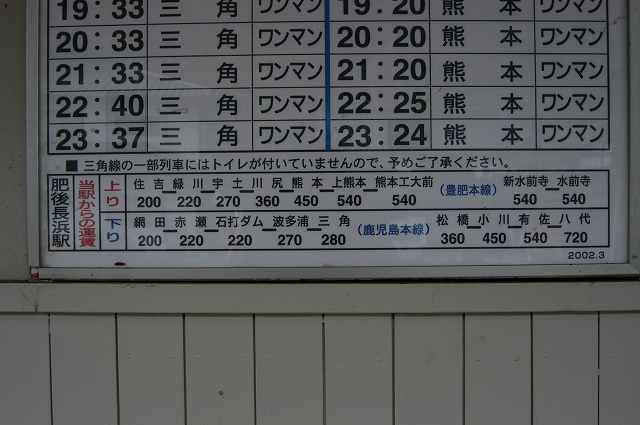 19:33 三角 ワンマン 19:20 熊本 ワンマン
20:33 三角 ワンマン 20:20 熊本 ワンマン
21:33 三角 ワンマン 21:20 熊本 ワンマン
22:40 三角 ワンマン 22:25 熊本 ワンマン
23:37 三角 ワンマン 23:24 熊本 ワンマン
■三角線の一部列車にはトイレが付いていませんので、予めご了承ください。
肥後長浜駅
当駅からの運賃
上り
住吉 緑川 宇土 川尻 熊本 上熊本 熊本工大前 (豊肥本線) 新水前寺 水前寺
200 220 270 360 450 540 540 540 540
下り
網田 赤瀬 石打ダム 波多浦 三角 (鹿児島本線) 松橋 小川 有佐 八代
200 220 220 270 280 360 450 540 720
2002.3